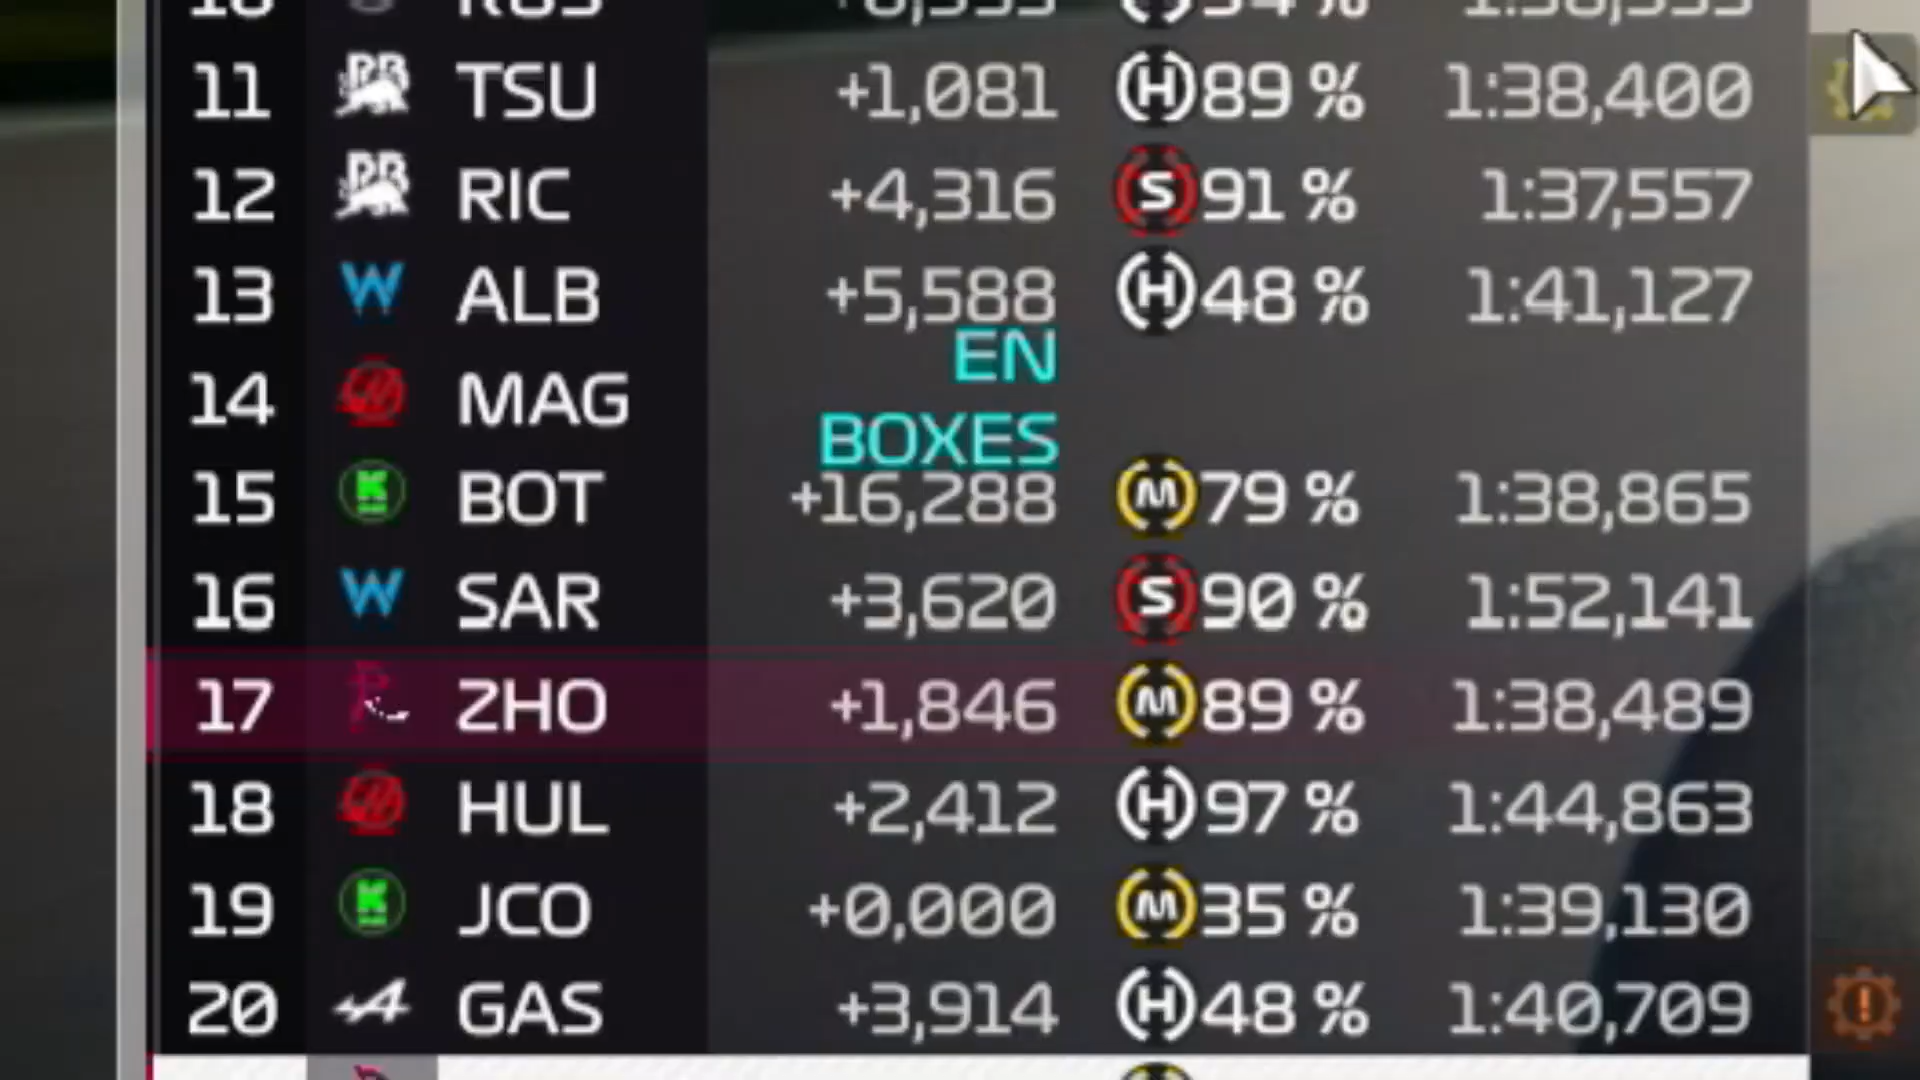 11 TSU +1,081 H 89 % 1:38,400
12 RIC +4,316 S 91 % 1:37,557
13 ALB +5,588 H 48 % 1:41,127
14 MAG EN BOXES
15 BOT +16,288 M 79 % 1:38,865
16 SAR +3,620 S 90 % 1:52,141
17 ZHO +1,846 M 89 % 1:38,489
18 HUL +2,412 H 97 % 1:44,863
19 JCO +0,000 M 35 % 1:39,130
20 GAS +3,914 H 48 % 1:40,709